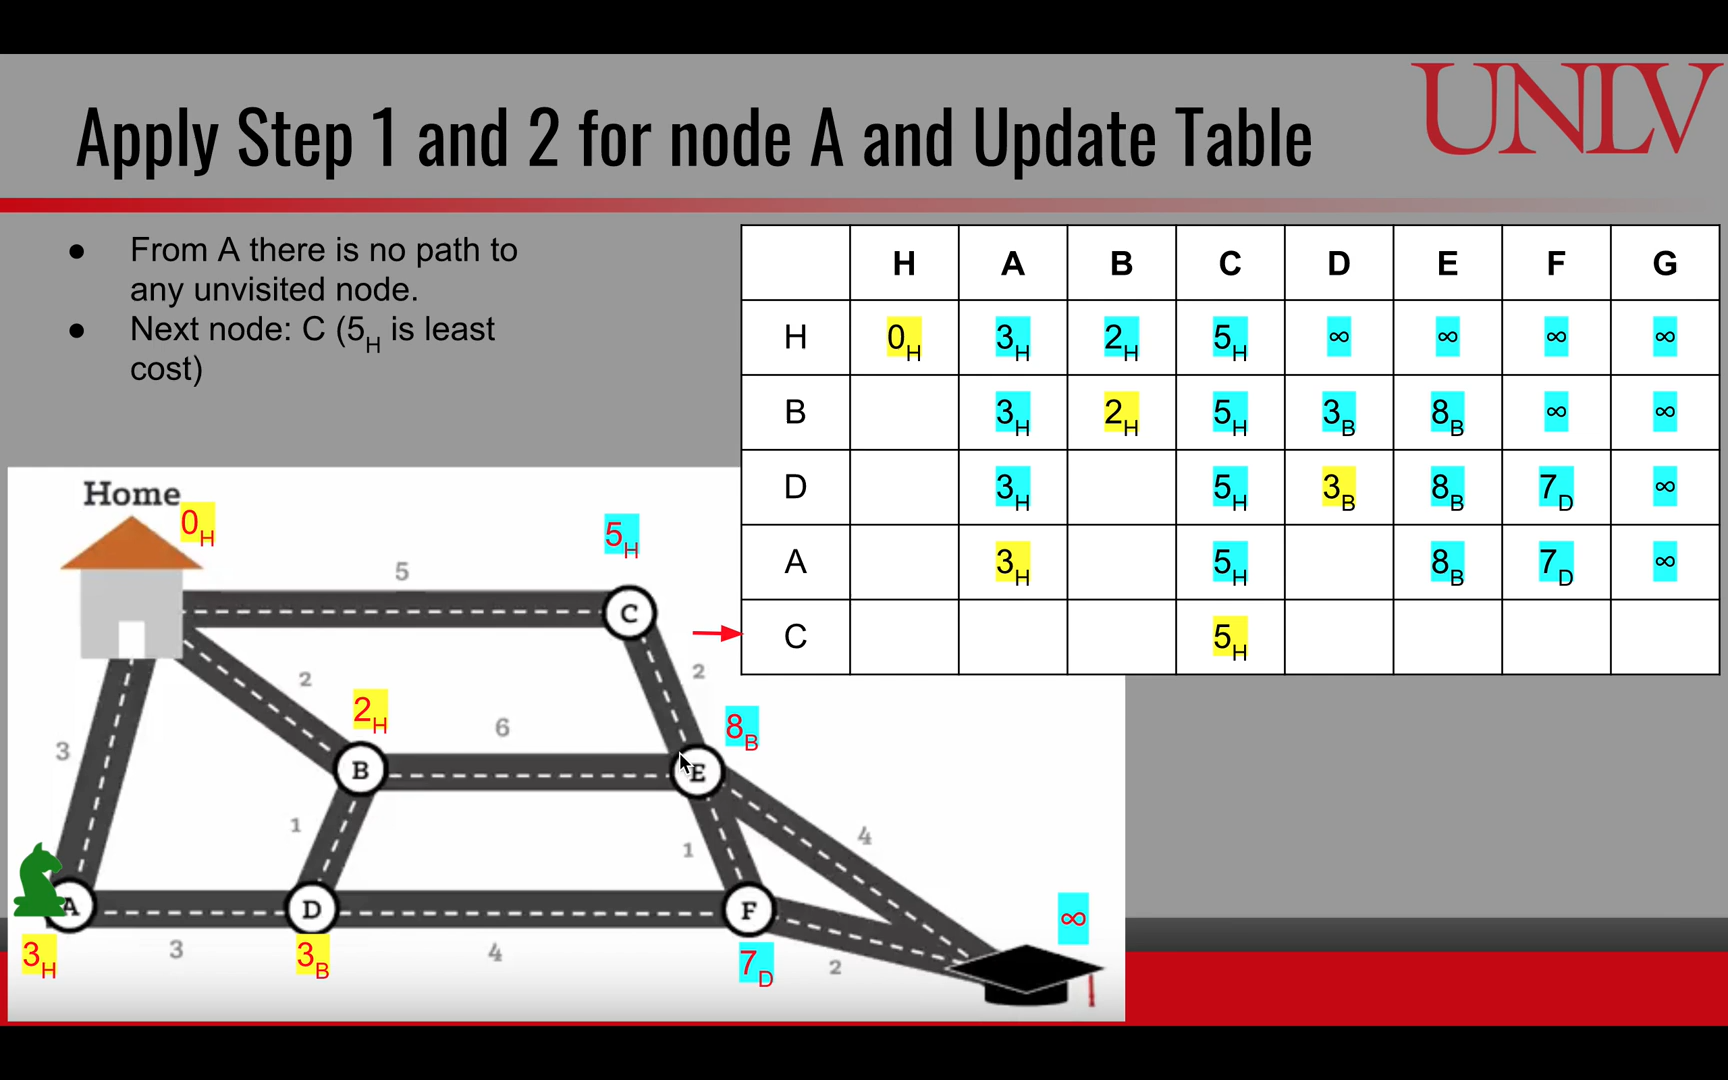 UNLV
Apply Step 1 and 2 for node A and Update Table
● From A there is no path to
any unvisited node.
● Next node: C (5H is least
cost)
H A B C D E F G
H 0H 3H 2H 5H ∞ ∞ ∞ ∞
B 3H 2H 5H 3B 8B ∞ ∞
D 3H 5H 3B 8B 7D ∞
A 3H 5H 8B 7D ∞
C 5H
Home
0H
5H
5
C
2
2
2H
6
8B
3
B
E
1
1
4
A
D
F
∞
3H
3
3B
4
7D
2